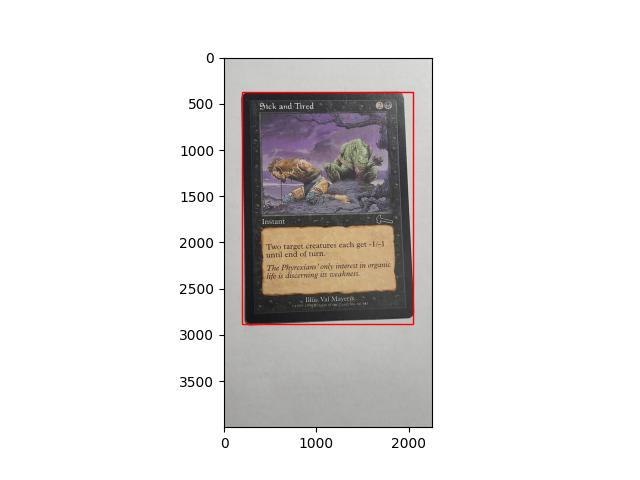 0
500
1000
1500
2000
2500
3000
3500
Sick and Tired
2
Instant
Two target creatures each get -1/-1
until end of turn.
The Phyrexians' only interest in organic
life is discerning its weakness.
Illus. Val Mayerik
0
1000
2000